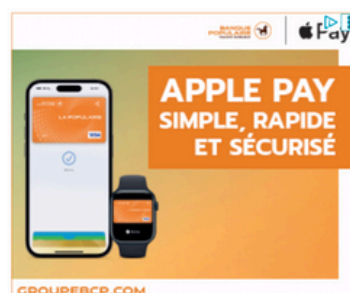 BANQUE
POPULAIRE
Pay
APPLE PAY
SIMPLE, RAPIDE
ET SÉCURISÉ
LA POPULAIRE
VISA
GROUPEBCP.COM